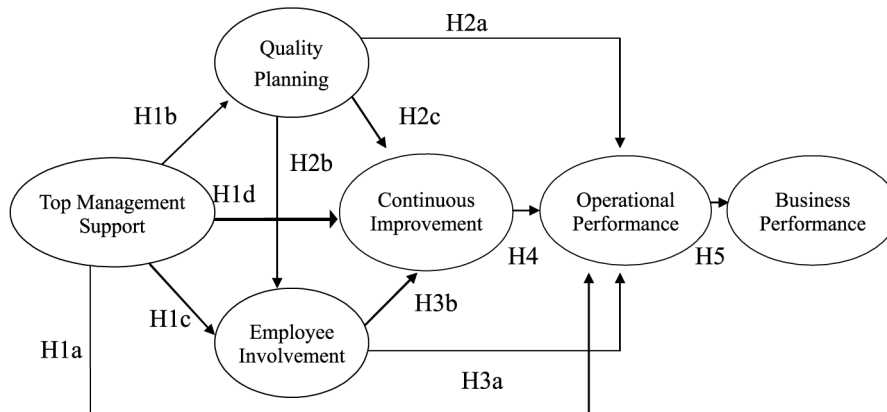 H2a
Quality
Planning
H1b
H2c
H2b
Top Management
Support
H1d
Continuous
Improvement
Operational
Performance
Business
Performance
H4
H5
H1c
H3b
Employee
Involvement
H1a
H3a